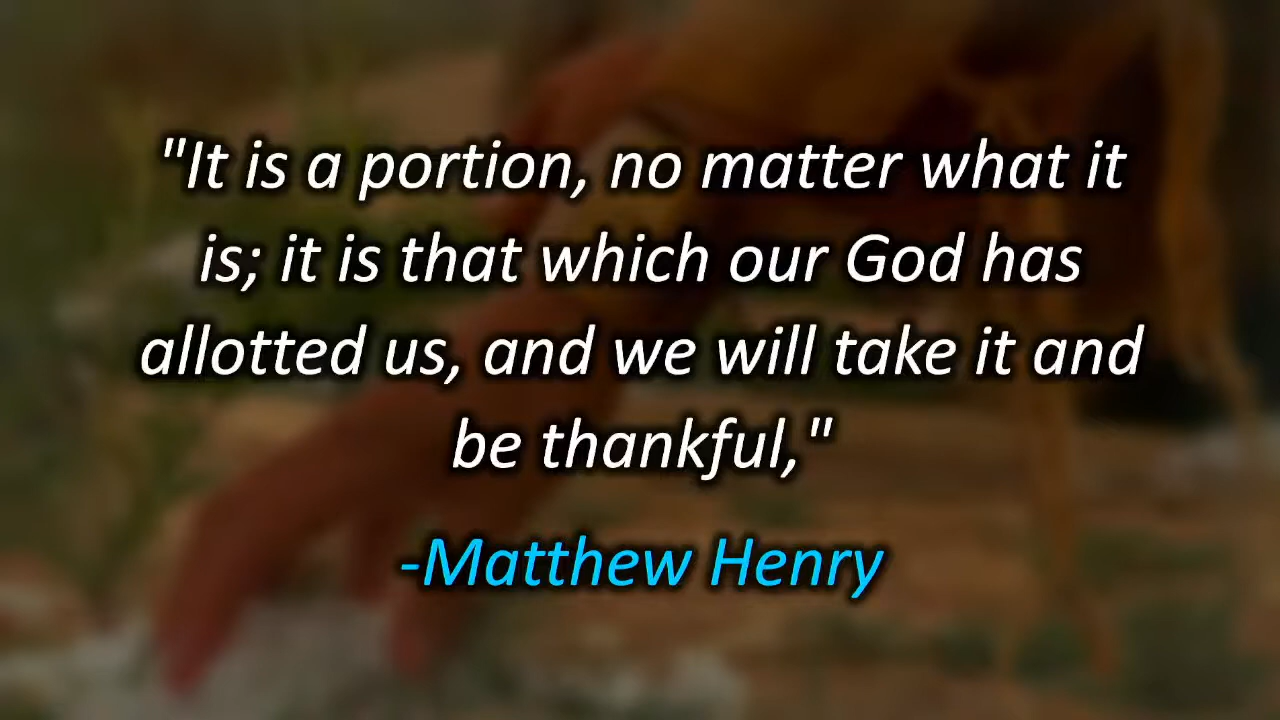 "It is a portion, no matter what it
is; it is that which our God has
allotted us, and we will take it and
be thankful,"
-Matthew Henry